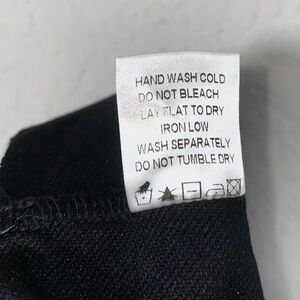 HAND WASH COLD
DO NOT BLEACH
LAY FLAT TO DRY
IRON LOW
WASH SEPARATELY
DO NOT TUMBLE DRY